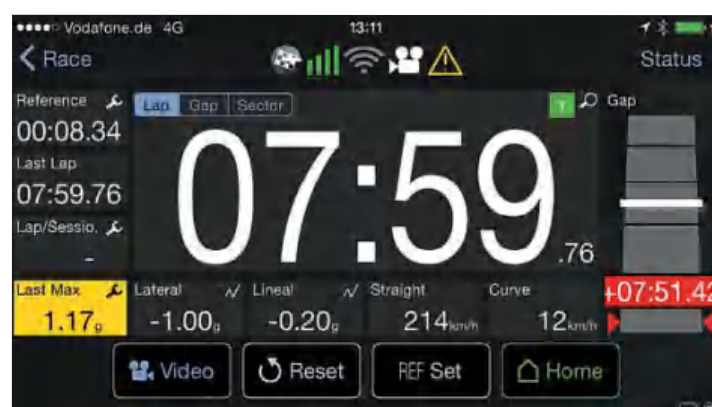 Vodafone.de 4G 13:11
Race Status
Reference Lap Gap Sector 1 Gap
00:08.34
Last Lap
07:59.76
07:59.76
Lap/Sessio.
-
Last Max Lateral Lineal Straight Curve +07:51.42
1.17g -1.00g -0.20g 214km/h 12km/h
Video Reset REF Set Home